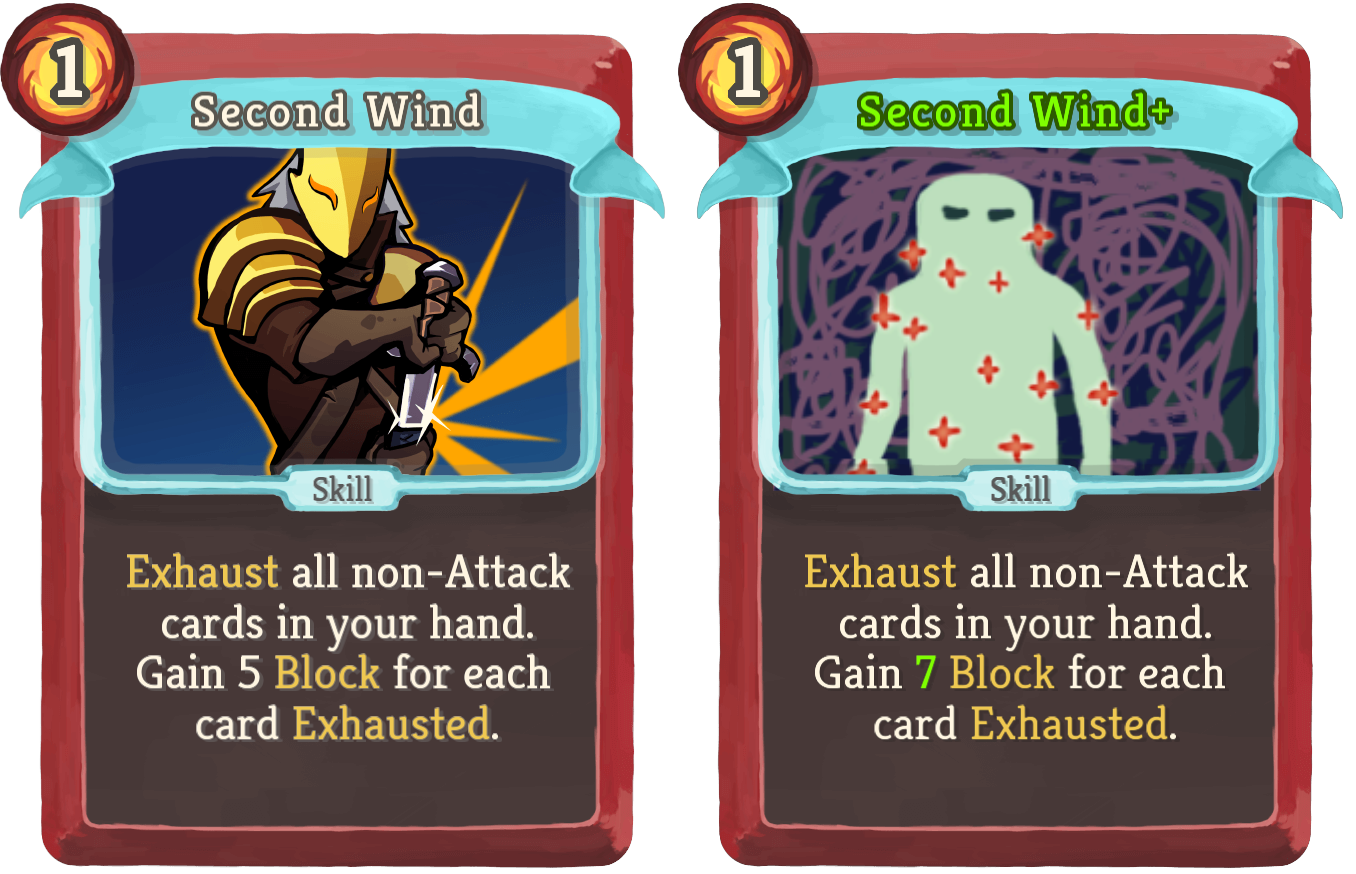 1
Second Wind
Skill
Exhaust all non-Attack
cards in your hand.
Gain 5 Block for each
card Exhausted.
1
Second Wind+
Skill
Exhaust all non-Attack
cards in your hand.
Gain 7 Block for each
card Exhausted.